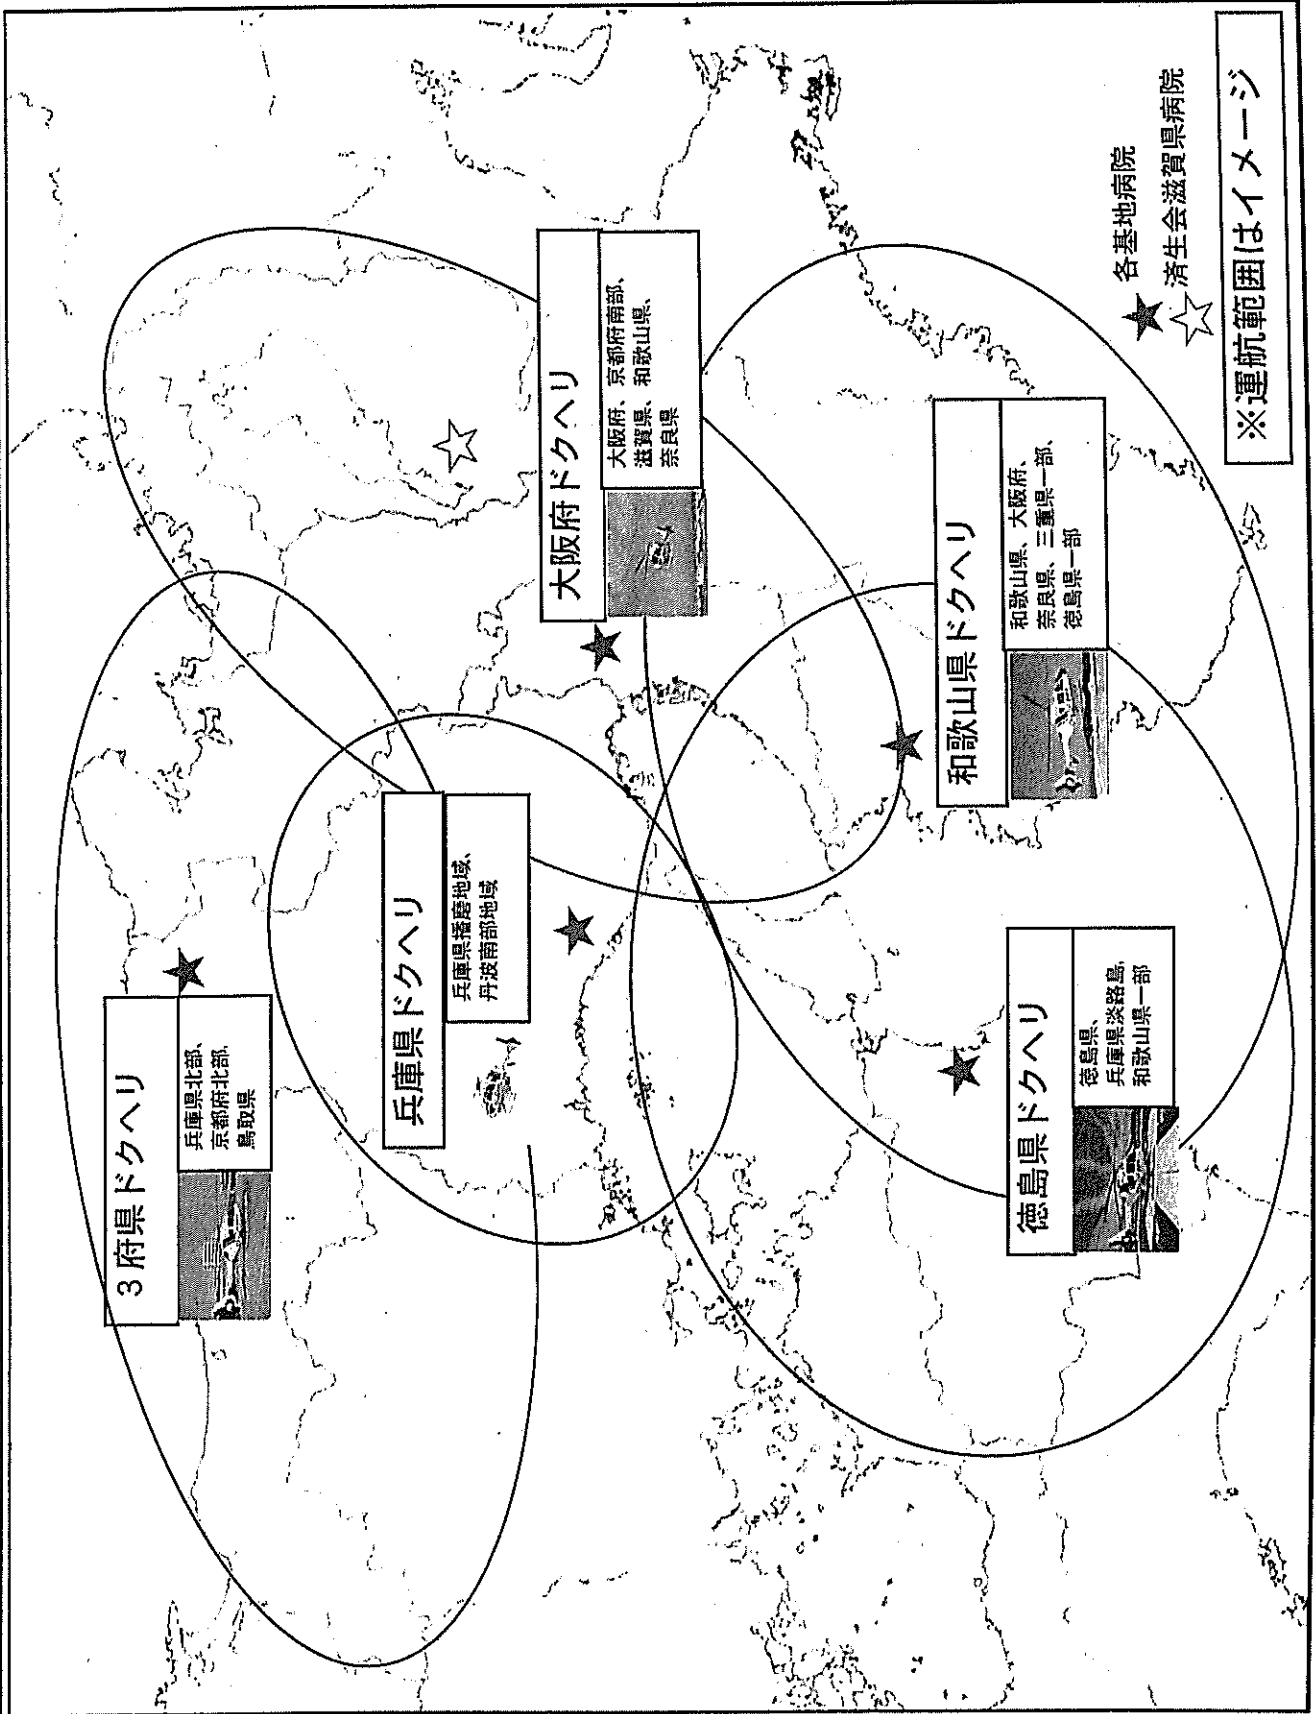 3府県ドクヘリ
兵庫県北部、
京都府北部、
鳥取県
兵庫県ドクヘリ
兵庫県播磨地域、
丹波南部地域
大阪府ドクヘリ
大阪府、京都府南部、
滋賀県、和歌山県、
奈良県
和歌山県ドクヘリ
和歌山県、大阪府、
奈良県、三重県一部、
徳島県一部
徳島県ドクヘリ
徳島県、
兵庫県淡路島、
和歌山県一部
各基地病院
済生会滋賀県病院
※運航範囲はイメージ